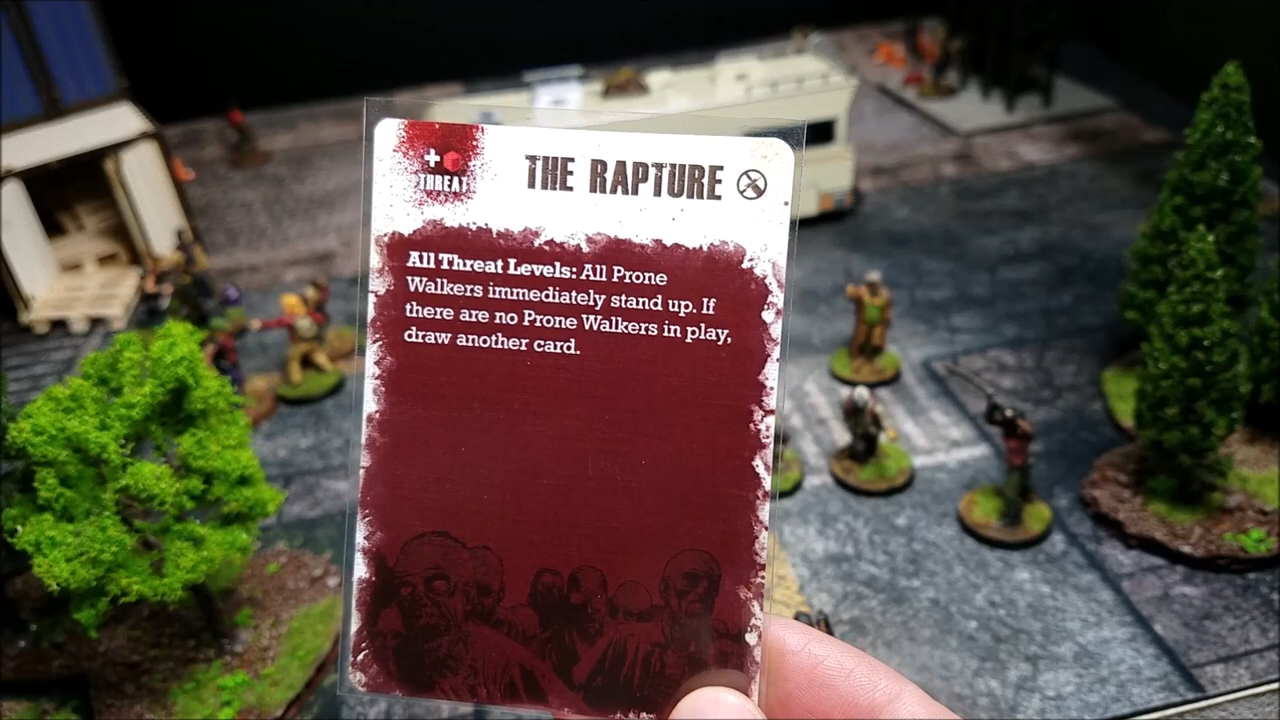 +
THREAT
THE RAPTURE
All Threat Levels: All Prone
Walkers immediately stand up. If
there are no Prone Walkers in play,
draw another card.